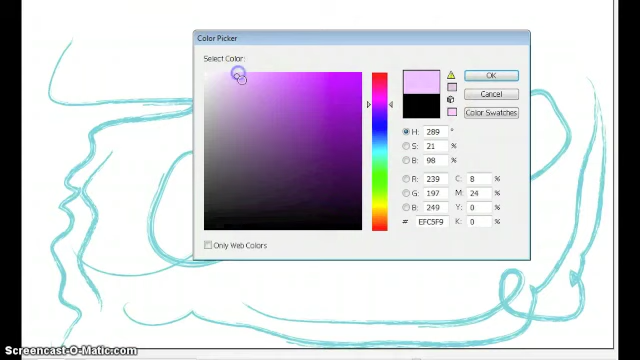 Color Picker
Select Color:
OK
Cancel
Color Swatches
H: 289 °
S: 21 %
B: 98 %
R: 239 C: 8 %
G: 197 M: 24 %
B: 249 Y: 0 %
# EFC5F9 K: 0 %
Only Web Colors
Screencast-O-Matic.com